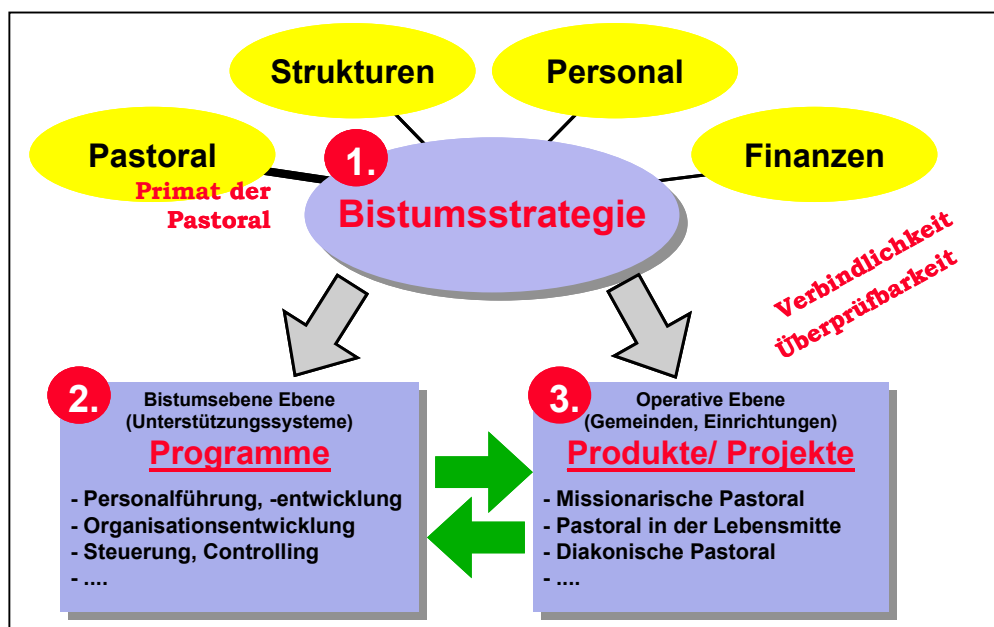 Strukturen
Personal
Pastoral
Finanzen
Primat der
Pastoral
1.
Bistumsstrategie
Verbindlichkeit
Überprüfbarkeit
2.
Bistumsebene Ebene
(Unterstützungssysteme)
Programme
- Personalführung, -entwicklung
- Organisationsentwicklung
- Steuerung, Controlling
- ....
3.
Operative Ebene
(Gemeinden, Einrichtungen)
Produkte/ Projekte
- Missionarische Pastoral
- Pastoral in der Lebensmitte
- Diakonische Pastoral
- ....